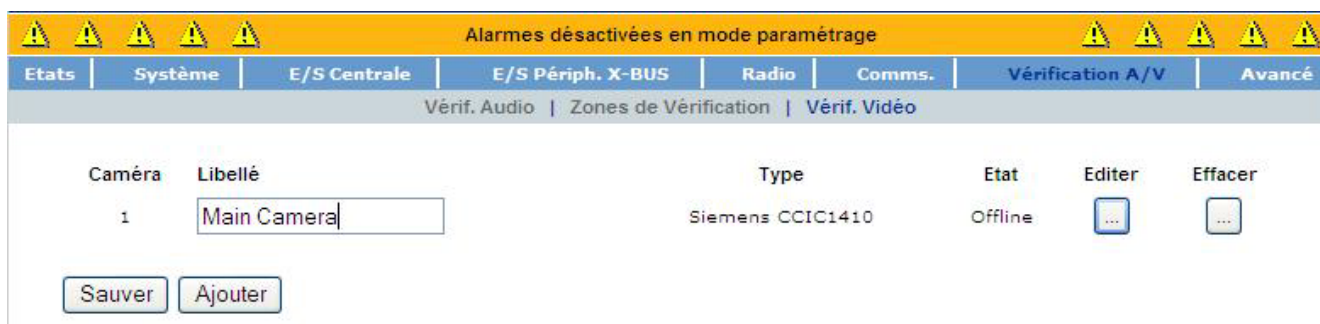 Alarmes désactivées en mode paramétrage
Etats Système E/S Centrale E/S Périph. X-BUS Radio Comms. Vérification A/V Avancé
Vérif. Audio | Zones de Vérification | Vérif. Vidéo
Caméra Libellé Type Etat Editer Effacer
1 Main Camera Siemens CCIC1410 Offline ... ...
Sauver Ajouter